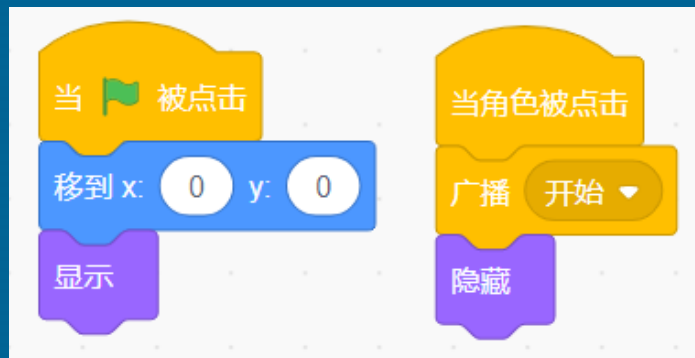 当 被点击
移到 x: 0 y: 0
显示
当角色被点击
广播 开始
隐藏